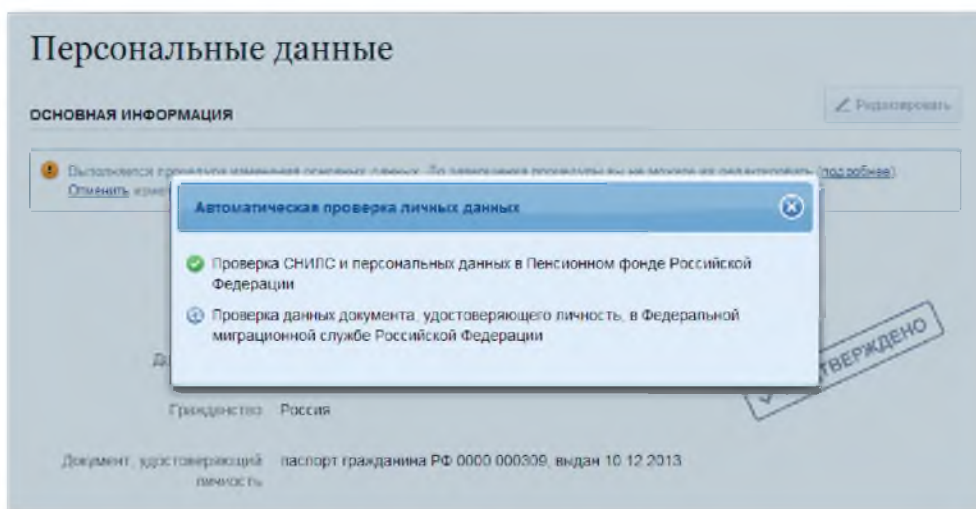 Персональные данные
ОСНОВНАЯ ИНФОРМАЦИЯ
Редактировать
Выполняется процедура изменения основных данных. До завершения процедуры вы не можете их редактировать (подробнее).
Отменить
Автоматическая проверка личных данных
Проверка СНИЛС и персональных данных в Пенсионном фонде Российской
Федерации
Проверка данных документа, удостоверяющего личность, в Федеральной
миграционной службе Российской Федерации
ТВЕРЖДЕНО
Гражданство Россия
Документ, удостоверяющий паспорт гражданина РФ 0000 000309, выдан 10.12.2013
личность